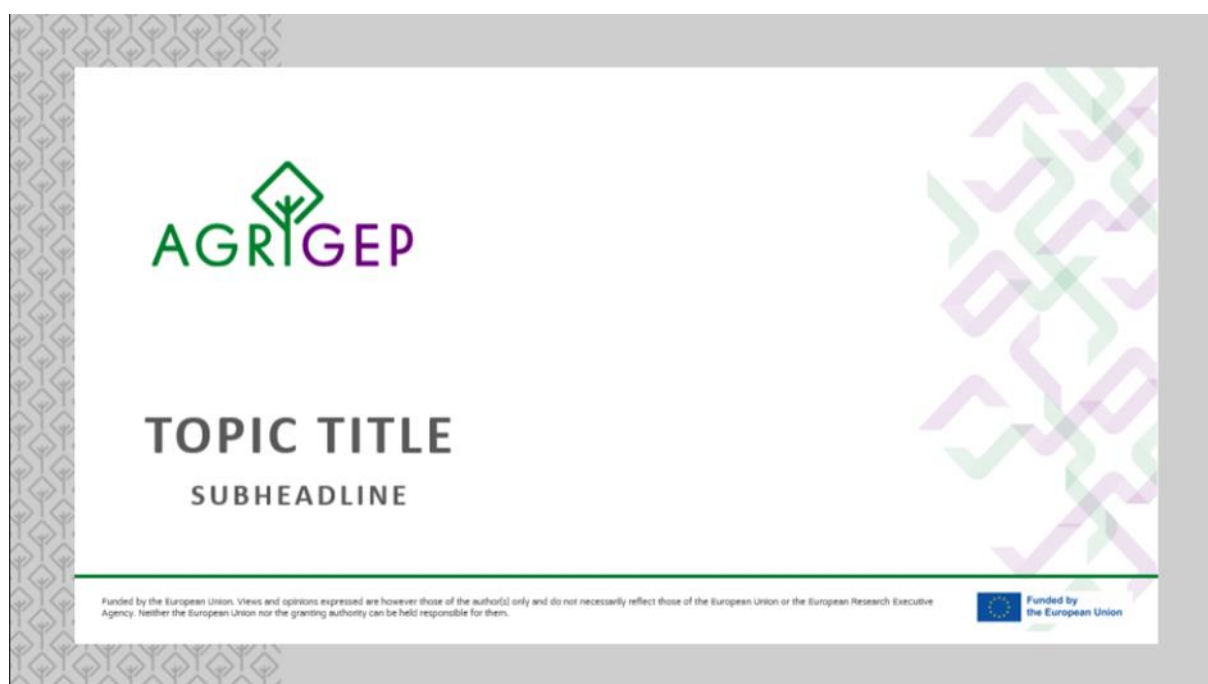 AGRIGEP
TOPIC TITLE
SUBHEADLINE
Funded by the European Union. Views and opinions expressed are however those of the author(s) only and do not necessarily reflect those of the European Union or the European Research Executive
Agency. Neither the European Union nor the granting authority can be held responsible for them.
Funded by
the European Union